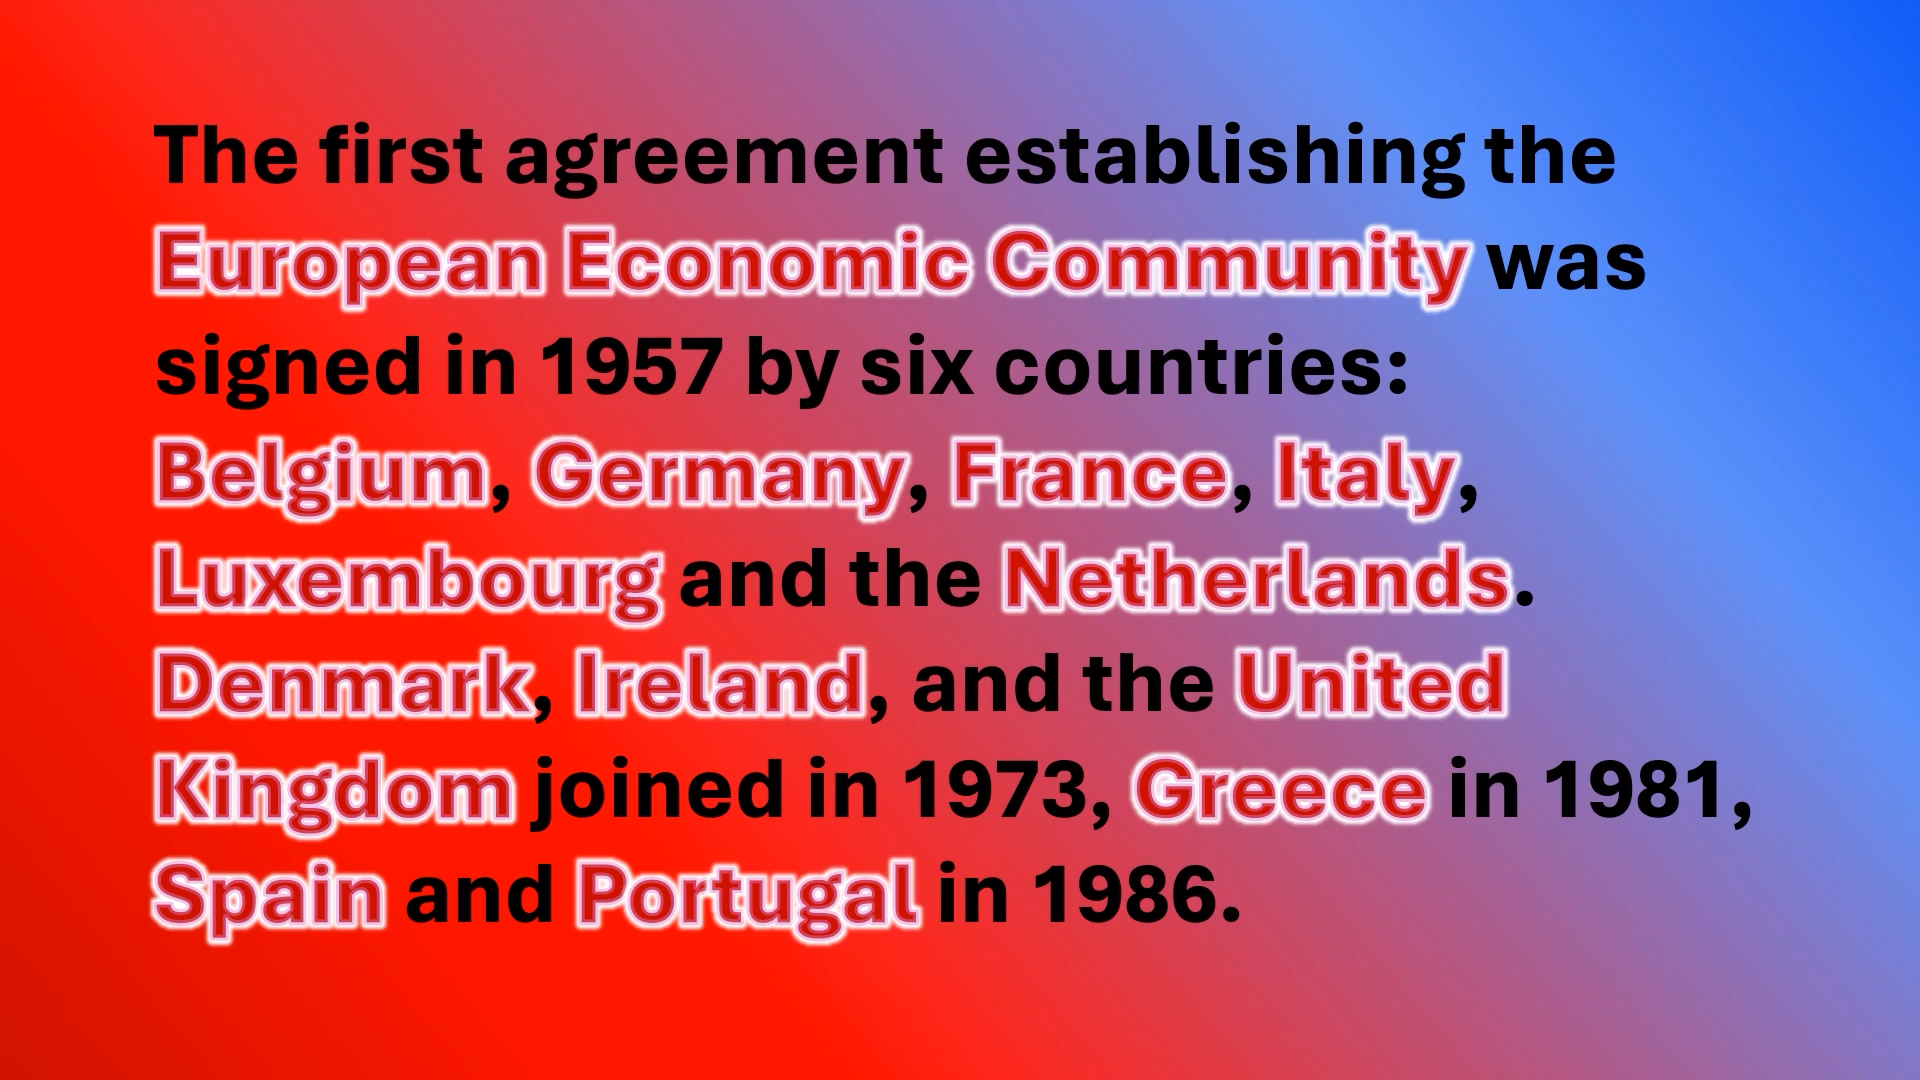 The first agreement establishing the
European Economic Community was
signed in 1957 by six countries:
Belgium, Germany, France, Italy,
Luxembourg and the Netherlands.
Denmark, Ireland, and the United
Kingdom joined in 1973, Greece in 1981,
Spain and Portugal in 1986.